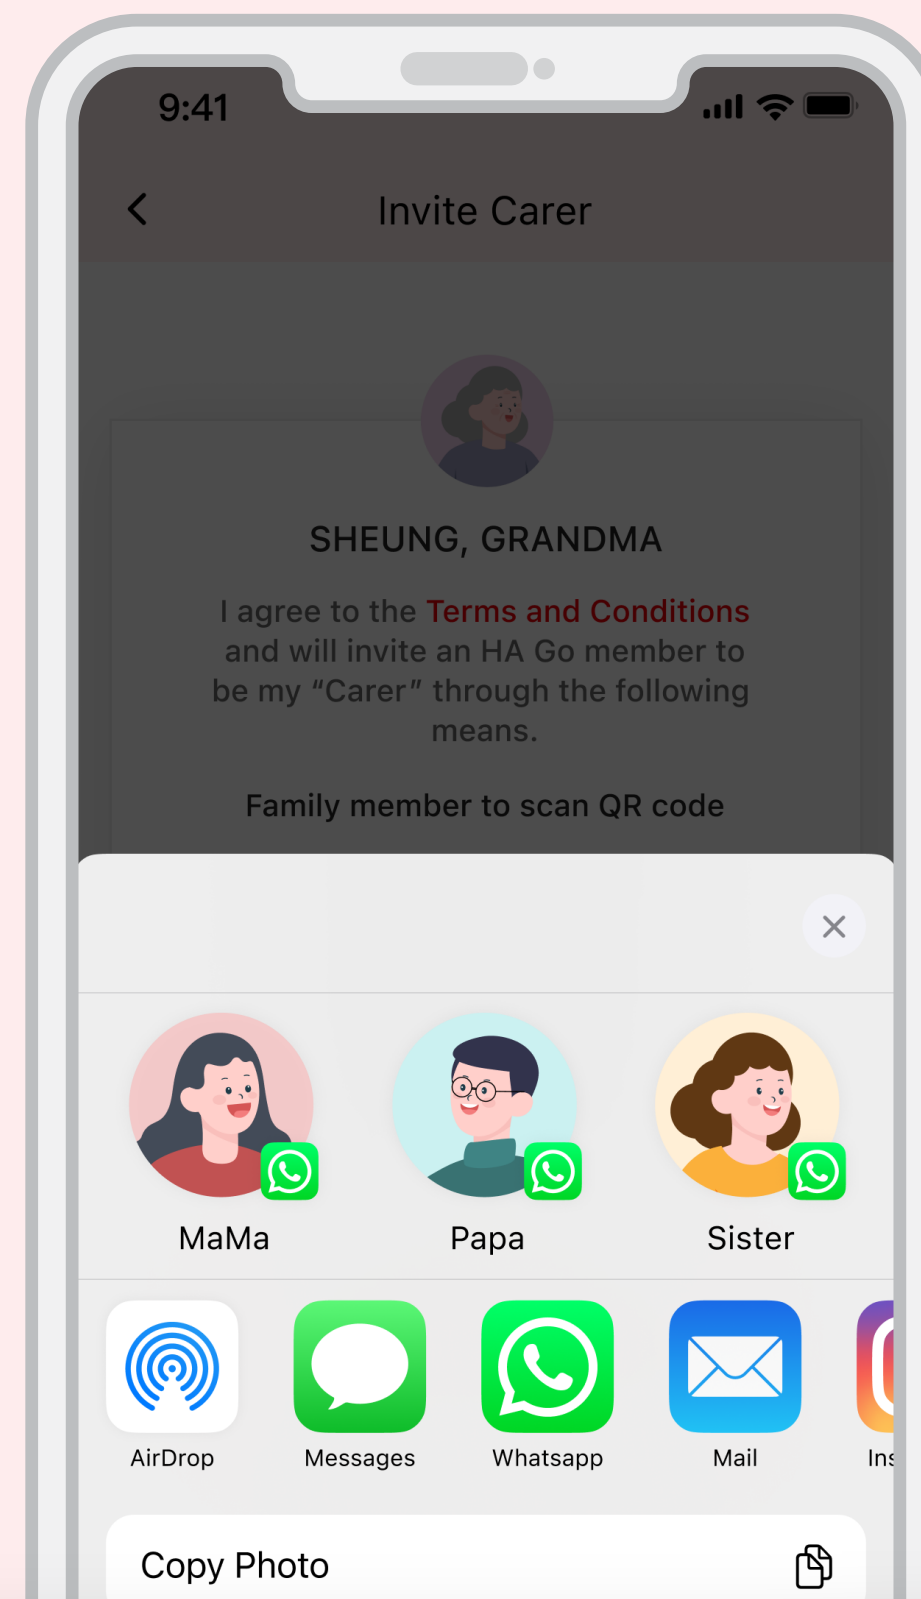 9:41
Invite Carer
SHEUNG, GRANDMA
I agree to the Terms and Conditions
and will invite an HA Go member to
be my “Carer” through the following
means.
Family member to scan QR code
MaMa
Papa
Sister
AirDrop
Messages
Whatsapp
Mail
Copy Photo